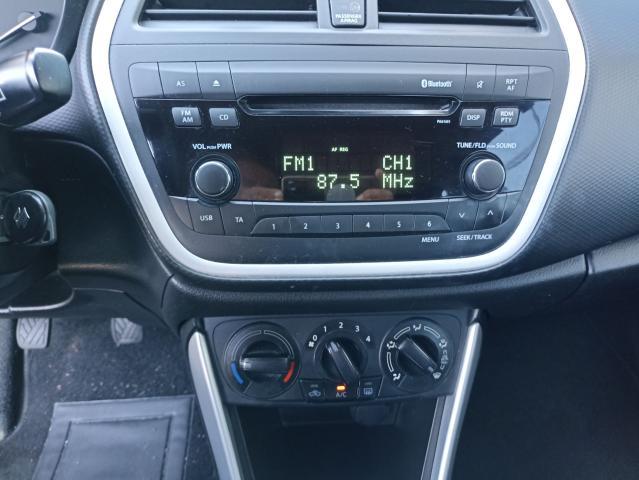 PASSENGER
AIRBAG
AS
Bluetooth
RPT
AF
FM
AM
CD
DISP
RDM
PTY
VOL PUSH PWR
AF REG
TUNE/FLD PUSH SOUND
FM1 CH1
87.5 MHz
USB TA 1 2 3 4 5 6
MENU SEEK/TRACK
0 1 2 3 4
A/C